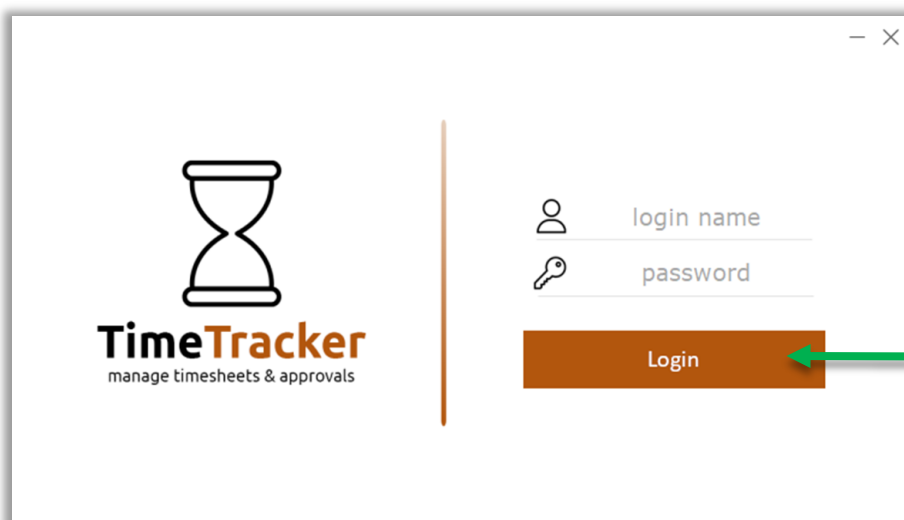 TimeTracker
manage timesheets & approvals
login name
password
Login